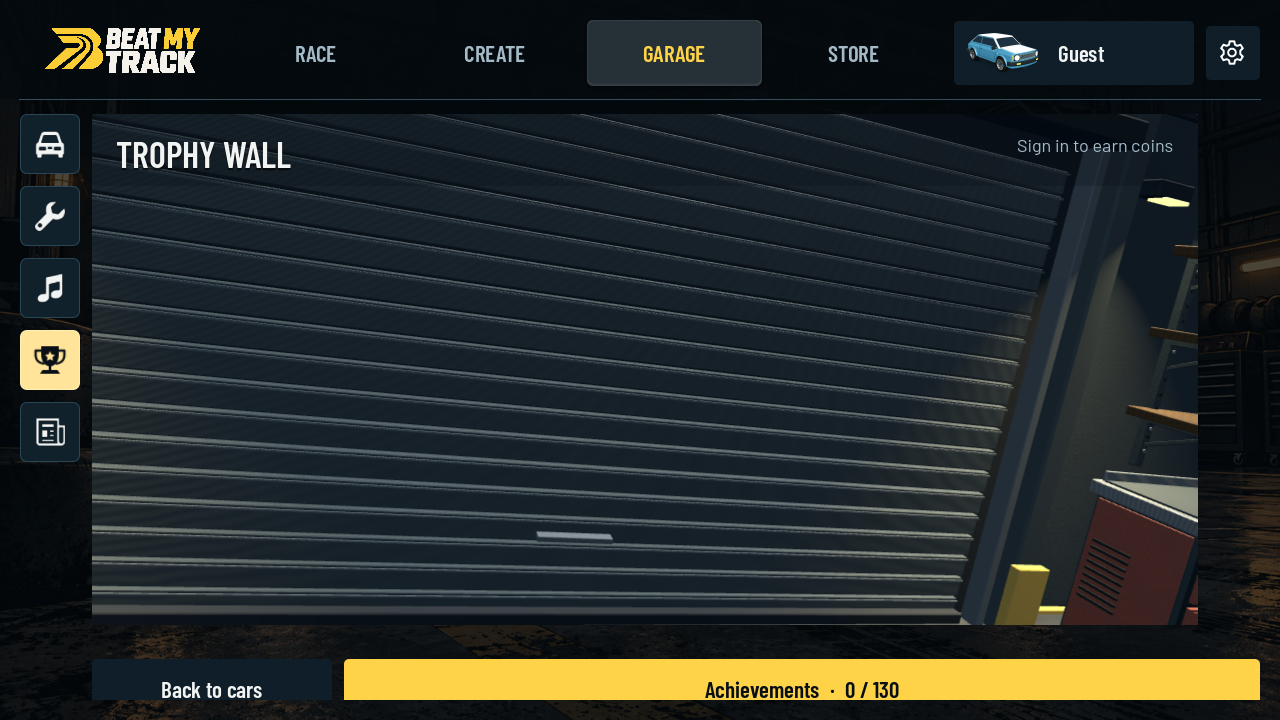 BEAT MY
TRACK
RACE
CREATE
GARAGE
STORE
Guest
TROPHY WALL
Sign in to earn coins
Back to cars
Achievements · 0 / 130